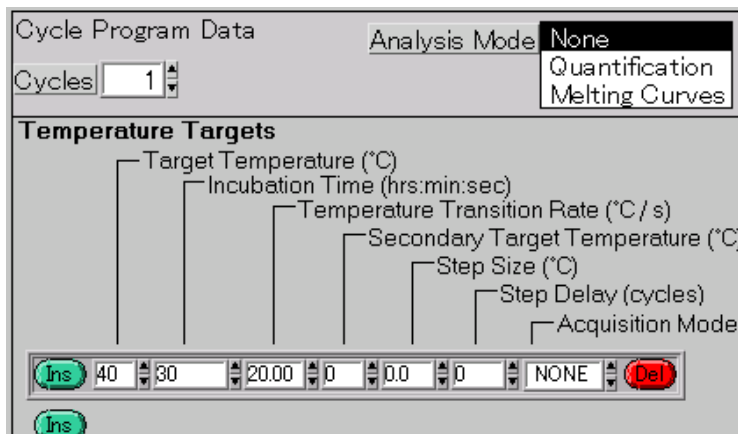 Cycle Program Data
Analysis Mode None
Quantification
Melting Curves
Cycles 1
Temperature Targets
Target Temperature (°C)
Incubation Time (hrs:min:sec)
Temperature Transition Rate (°C / s)
Secondary Target Temperature (°C)
Step Size (°C)
Step Delay (cycles)
Acquisition Mode
Ins 40 30 20.00 0 0.0 0 NONE Del
Ins